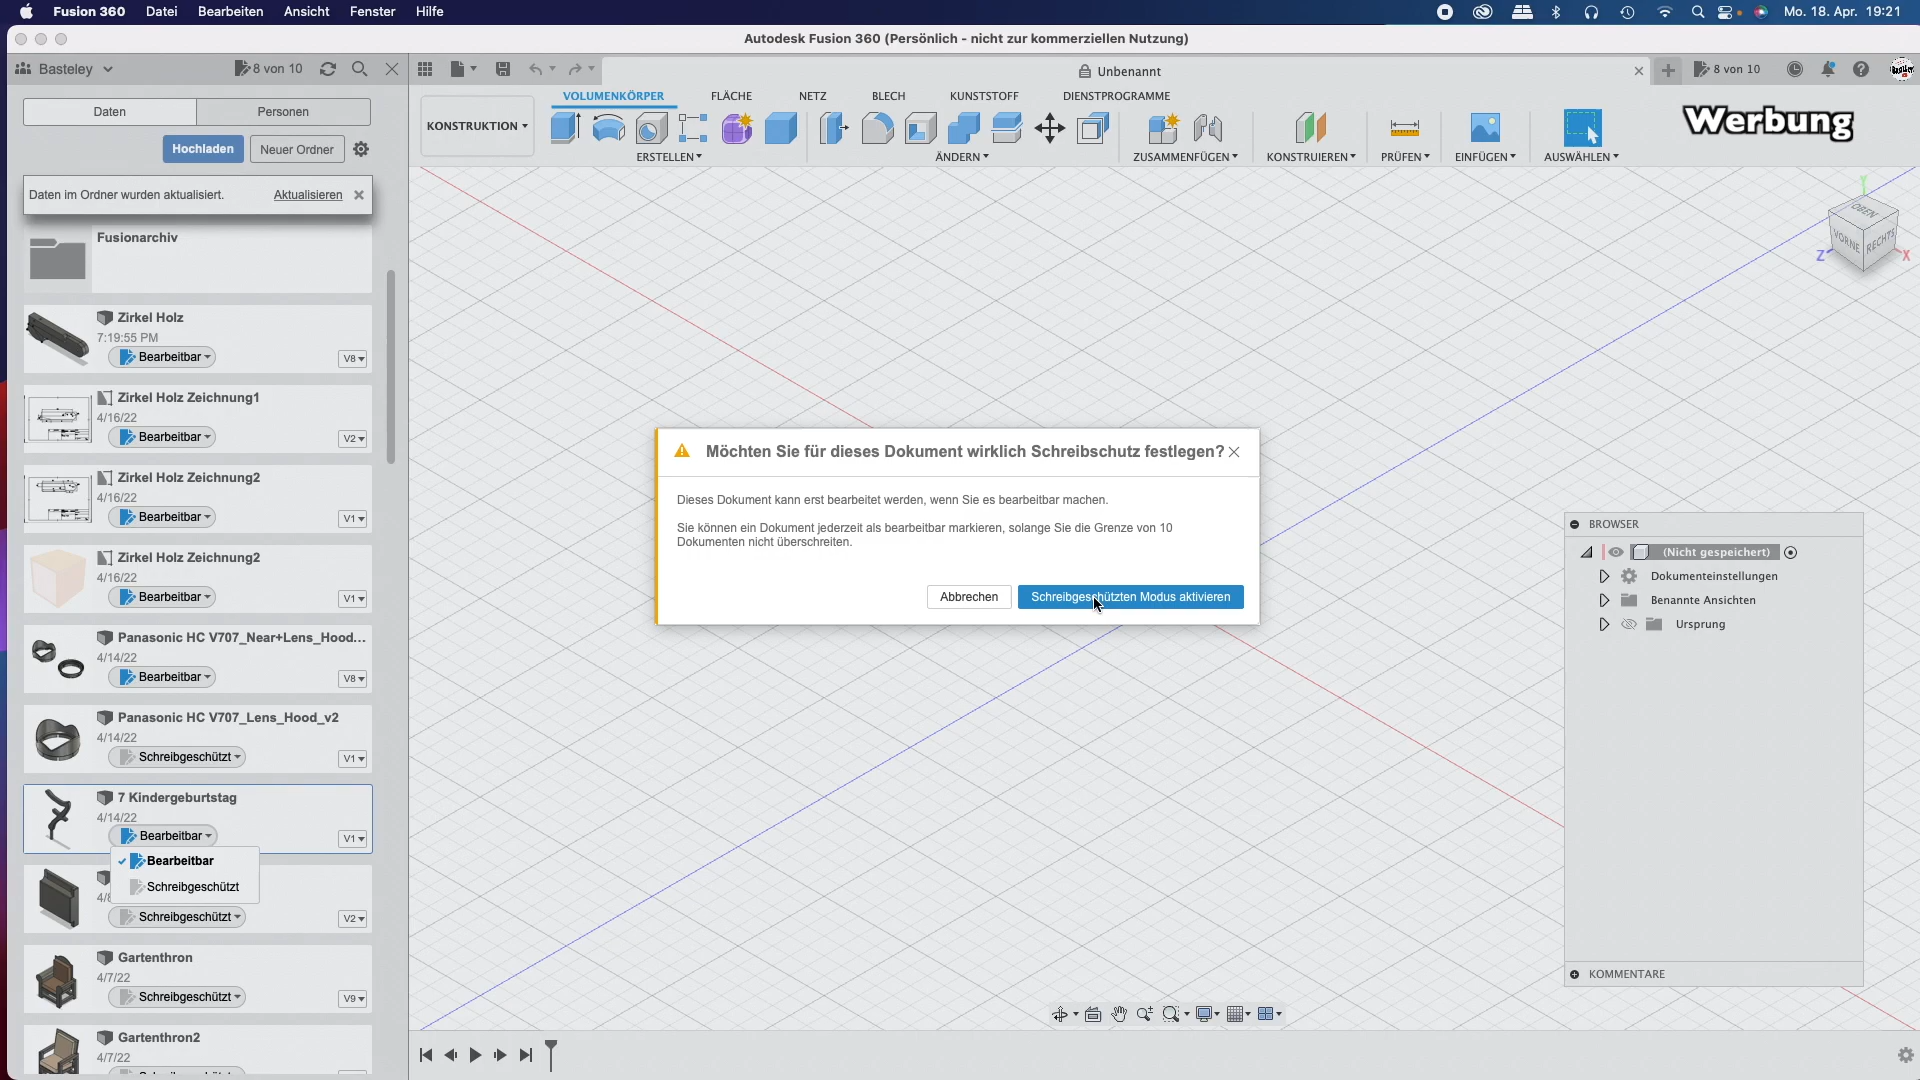 Fusion 360 Datei Bearbeiten Ansicht Fenster Hilfe Mo. 18. Apr. 19:21
Autodesk Fusion 360 (Persönlich - nicht zur kommerziellen Nutzung)
Basteley 8 von 10 Unbenannt 8 von 10
Daten Personen
Hochladen Neuer Ordner
Daten im Ordner wurden aktualisiert. Aktualisieren
Fusionarchiv
Zirkel Holz
7:19:55 PM
Bearbeitbar V8
Zirkel Holz Zeichnung1
4/16/22
Bearbeitbar V2
Zirkel Holz Zeichnung2
4/16/22
Bearbeitbar V1
Zirkel Holz Zeichnung2
4/16/22
Bearbeitbar V1
Panasonic HC V707_Near+Lens_Hood...
4/14/22
Bearbeitbar V8
Panasonic HC V707_Lens_Hood_v2
4/14/22
Schreibgeschützt V1
7 Kindergeburtstag
4/14/22
Bearbeitbar V1
Bearbeitbar
Schreibgeschützt
Schreibgeschützt V2
Gartenthron
4/7/22
Schreibgeschützt V9
Gartenthron2
4/7/22
KONSTRUKTION
VOLUMENKÖRPER FLÄCHE NETZ BLECH KUNSTSTOFF DIENSTPROGRAMME
ERSTELLEN ÄNDERN ZUSAMMENFÜGEN KONSTRUIEREN PRÜFEN EINFÜGEN AUSWÄHLEN
Werbung
Y
OBEN
VORNE RECHTS
Z X
Möchten Sie für dieses Dokument wirklich Schreibschutz festlegen?
Dieses Dokument kann erst bearbeitet werden, wenn Sie es bearbeitbar machen.
Sie können ein Dokument jederzeit als bearbeitbar markieren, solange Sie die Grenze von 10
Dokumenten nicht überschreiten.
Abbrechen Schreibgeschützten Modus aktivieren
BROWSER
(Nicht gespeichert)
Dokumenteinstellungen
Benannte Ansichten
Ursprung
KOMMENTARE